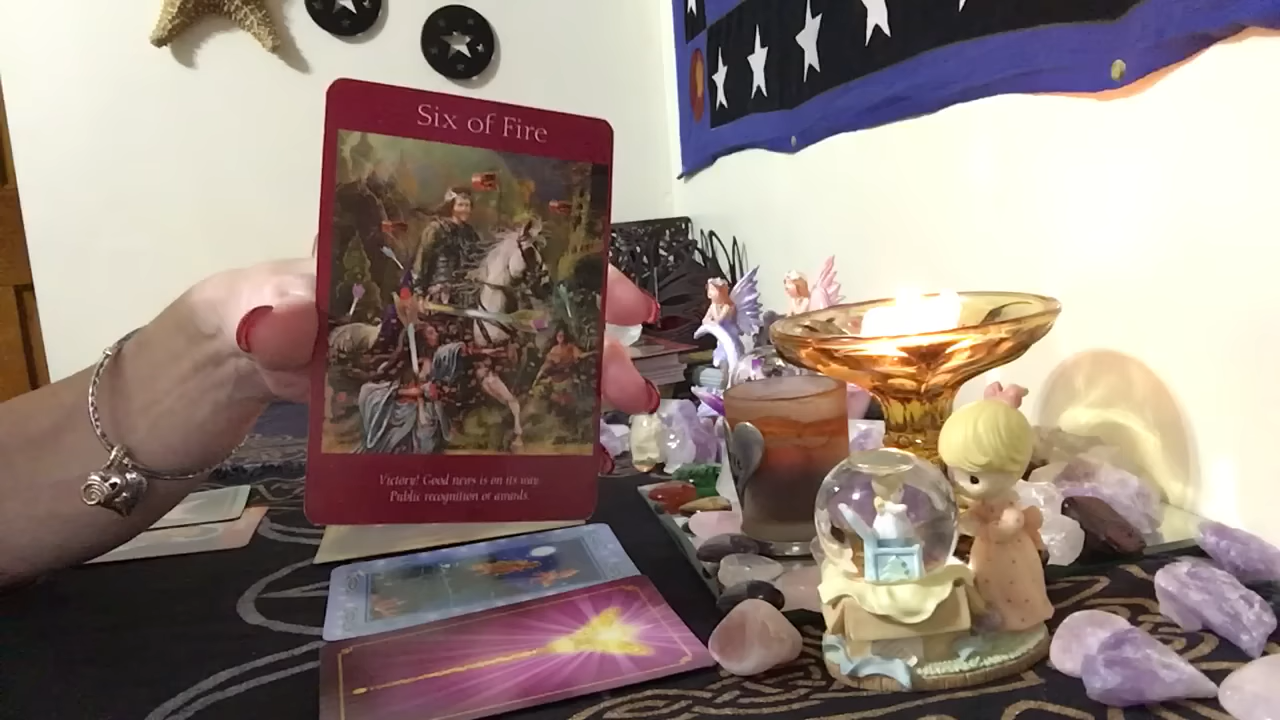 Six of Fire
Victory! Good news is on its way.
Public recognition or awards.